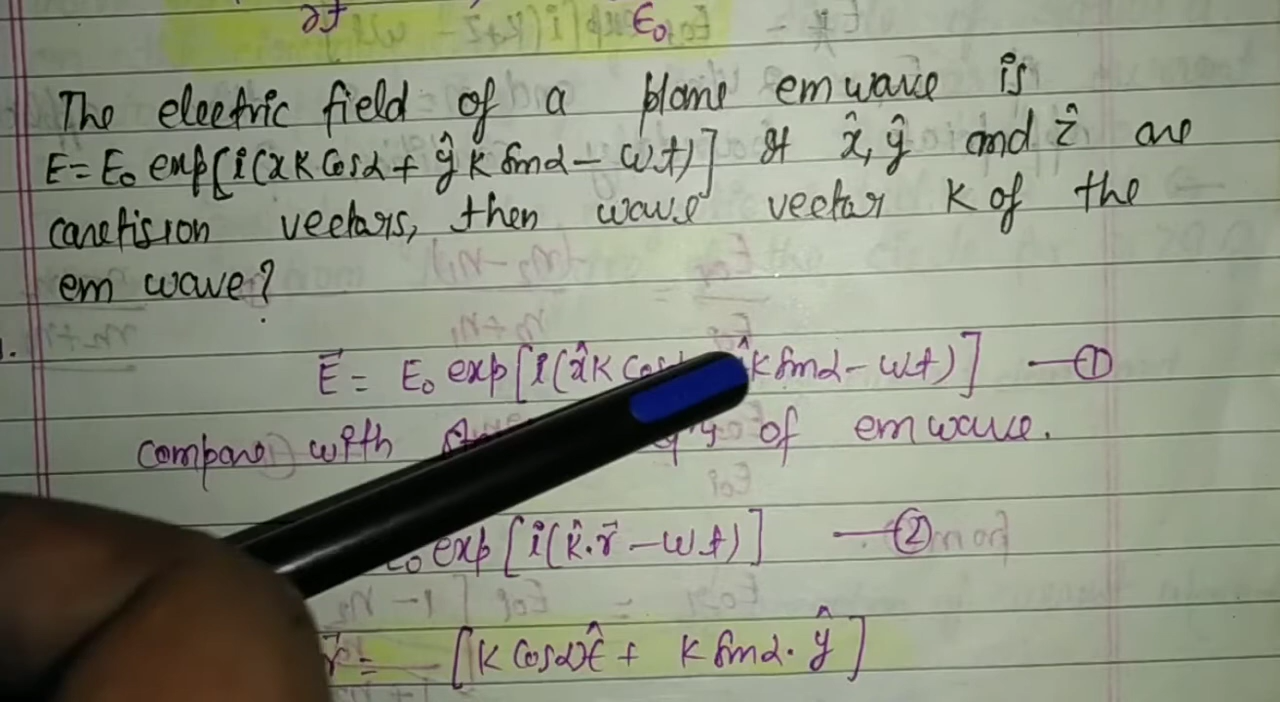 ∂t ∈₀
The electric field of a plane em wave is
E = E₀ exp[i(x̂k cosα + ŷ k sinα - ωt)] If x̂, ŷ and ẑ are
canetision vectors, then wave vector K of the
em wave?
E⃗ = E₀ exp[i(x̂k cos k sinα - ωt)] —①
compare with of em wave.
exp[i(k̂.r⃗ - ωt)] —②
= [k cosα + k sinα. ŷ]